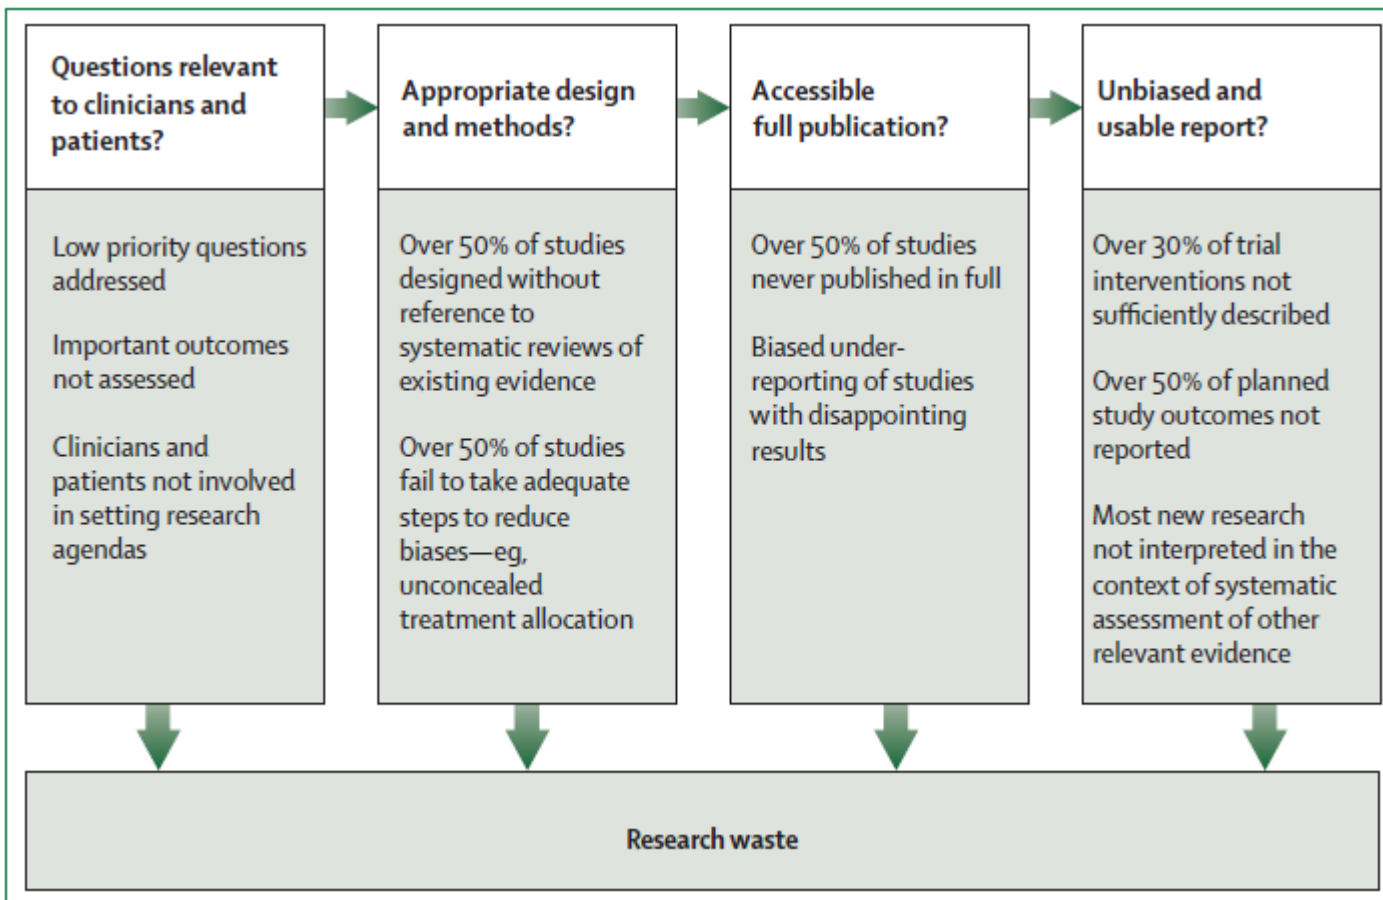 Questions relevant
to clinicians and
patients?
Low priority questions
addressed
Important outcomes
not assessed
Clinicians and
patients not involved
in setting research
agendas
Appropriate design
and methods?
Over 50% of studies
designed without
reference to
systematic reviews of
existing evidence
Over 50% of studies
fail to take adequate
steps to reduce
biases—eg,
unconcealed
treatment allocation
Accessible
full publication?
Over 50% of studies
never published in full
Biased under-
reporting of studies
with disappointing
results
Unbiased and
usable report?
Over 30% of trial
interventions not
sufficiently described
Over 50% of planned
study outcomes not
reported
Most new research
not interpreted in the
context of systematic
assessment of other
relevant evidence
Research waste